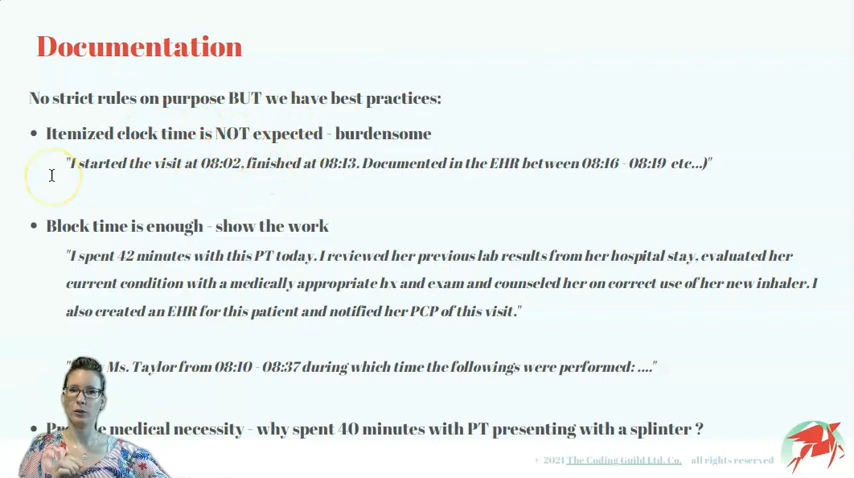 Documentation
No strict rules on purpose BUT we have best practices:
• Itemized clock time is NOT expected - burdensome
"I started the visit at 08:02, finished at 08:13. Documented in the EHR between 08:16 - 08:19 etc...)"
• Block time is enough - show the work
"I spent 42 minutes with this PT today. I reviewed her previous lab results from her hospital stay, evaluated her
current condition with a medically appropriate hx and exam and counseled her on correct use of her new inhaler. I
also created an EHR for this patient and notified her PCP of this visit."
Ms. Taylor from 08:10 - 08:37 during which time the followings were performed: ...."
medical necessity - why spent 40 minutes with PT presenting with a splinter ?
© 2021 The Coding Guild Ltd. Co. all rights reserved